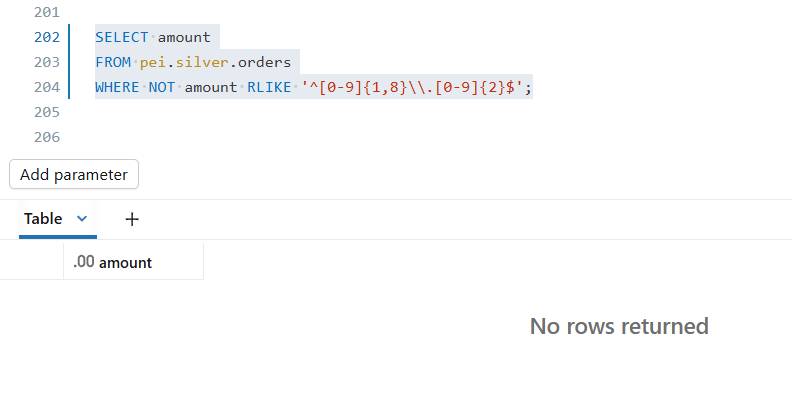 201
202 SELECT amount
203 FROM pei.silver.orders
204 WHERE NOT amount RLIKE '^[0-9]{1,8}\\.[0-9]{2}$';
205
206
Add parameter
Table +
.00 amount
No rows returned